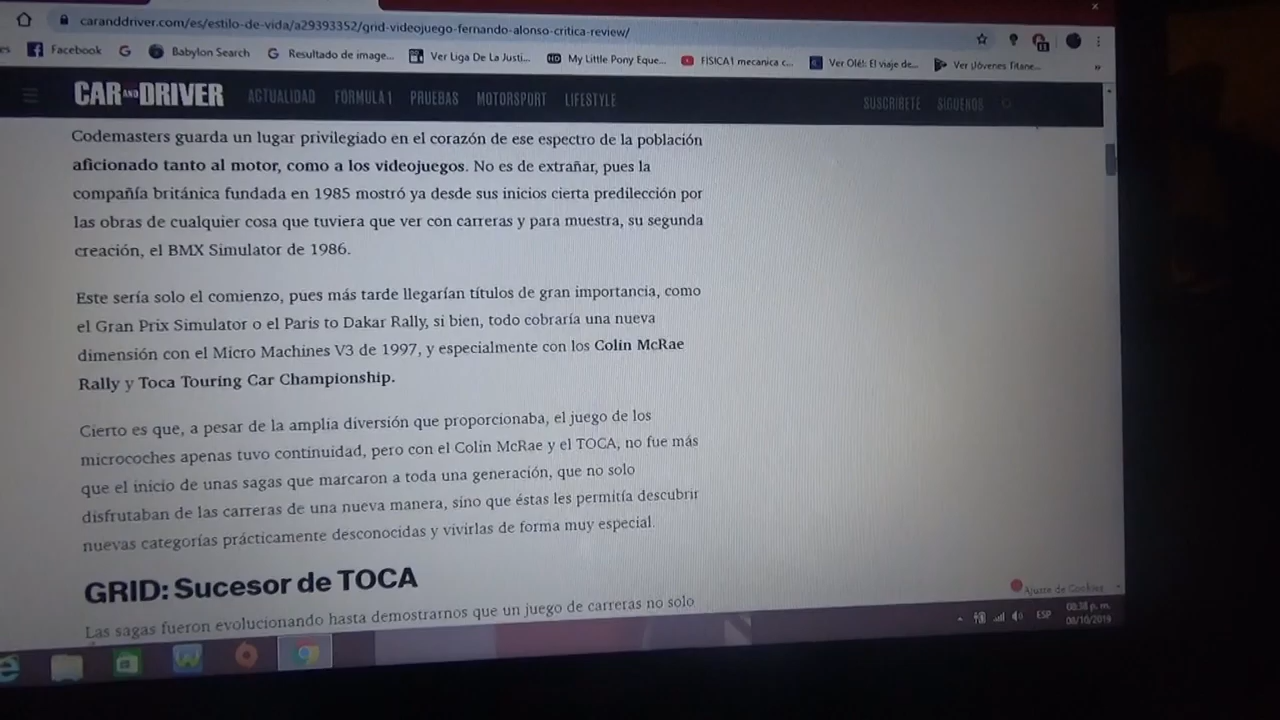 caranddriver.com/es/estilo-de-vida/a29393352/grid-videojuego-fernando-alonso-critica-review/
es Facebook G Babylon Search G Resultado de image... Ver Liga De La Justi... My Little Pony Eque... FISICA1 mecanica c... Ver Olé!: El viaje de... Ver Jóvenes Titane... »
CAR AND DRIVER ACTUALIDAD FÓRMULA 1 PRUEBAS MOTORSPORT LIFESTYLE SUSCRÍBETE SÍGUENOS
Codemasters guarda un lugar privilegiado en el corazón de ese espectro de la población
aficionado tanto al motor, como a los videojuegos. No es de extrañar, pues la
compañía británica fundada en 1985 mostró ya desde sus inicios cierta predilección por
las obras de cualquier cosa que tuviera que ver con carreras y para muestra, su segunda
creación, el BMX Simulator de 1986.
Este sería solo el comienzo, pues más tarde llegarían títulos de gran importancia, como
el Gran Prix Simulator o el Paris to Dakar Rally, si bien, todo cobraría una nueva
dimensión con el Micro Machines V3 de 1997, y especialmente con los Colin McRae
Rally y Toca Touring Car Championship.
Cierto es que, a pesar de la amplia diversión que proporcionaba, el juego de los
microcoches apenas tuvo continuidad, pero con el Colin McRae y el TOCA, no fue más
que el inicio de unas sagas que marcaron a toda una generación, que no solo
disfrutaban de las carreras de una nueva manera, sino que éstas les permitía descubrir
nuevas categorías prácticamente desconocidas y vivirlas de forma muy especial.
GRID: Sucesor de TOCA
Las sagas fueron evolucionando hasta demostrarnos que un juego de carreras no solo
Ajuste de Cookies
ESP 08:38 p. m.
08/10/2019